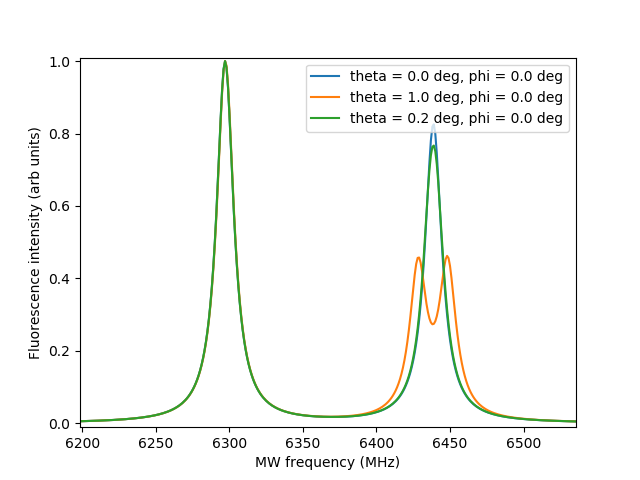 theta = 0.0 deg, phi = 0.0 deg
theta = 1.0 deg, phi = 0.0 deg
theta = 0.2 deg, phi = 0.0 deg
Fluorescence intensity (arb units)
1.0
0.8
0.6
0.4
0.2
0.0
6200 6250 6300 6350 6400 6450 6500
MW frequency (MHz)